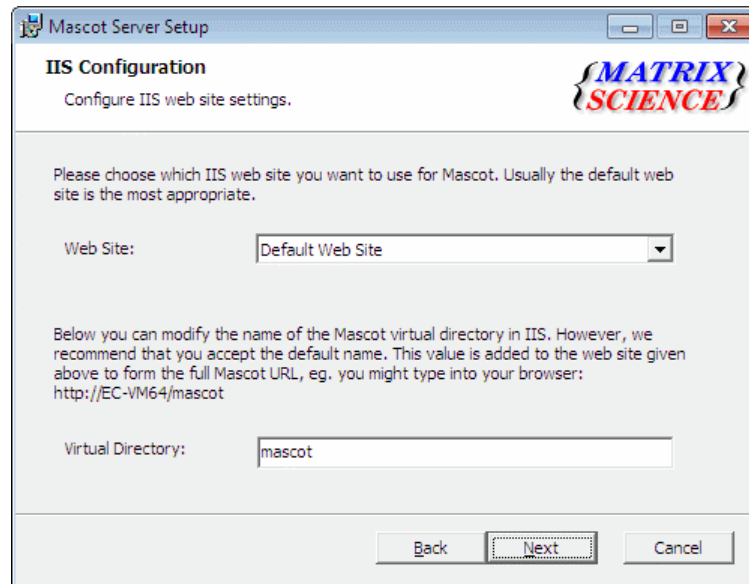 Mascot Server Setup
IIS Configuration
Configure IIS web site settings.
MATRIX
SCIENCE
Please choose which IIS web site you want to use for Mascot. Usually the default web
site is the most appropriate.
Web Site:
Default Web Site
Below you can modify the name of the Mascot virtual directory in IIS. However, we
recommend that you accept the default name. This value is added to the web site given
above to form the full Mascot URL, eg. you might type into your browser:
http://EC-VM64/mascot
Virtual Directory:
mascot
Back
Next
Cancel